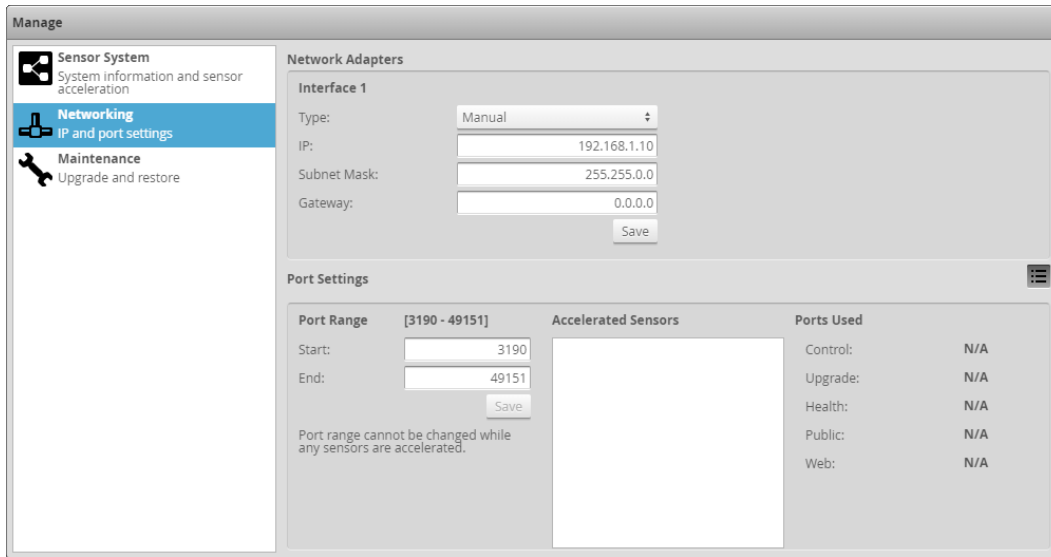 Manage
Sensor System
System information and sensor
acceleration
Networking
IP and port settings
Maintenance
Upgrade and restore
Network Adapters
Interface 1
Type: Manual
IP: 192.168.1.10
Subnet Mask: 255.255.0.0
Gateway: 0.0.0.0
Save
Port Settings
Port Range [3190 - 49151]
Start: 3190
End: 49151
Save
Port range cannot be changed while
any sensors are accelerated.
Accelerated Sensors
Ports Used
Control: N/A
Upgrade: N/A
Health: N/A
Public: N/A
Web: N/A